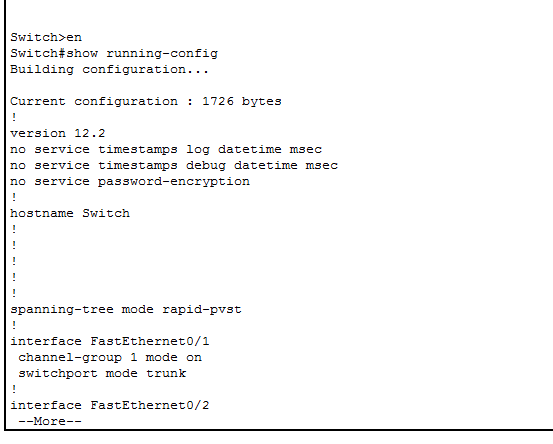 Switch>en
Switch#show running-config
Building configuration...
Current configuration : 1726 bytes
!
version 12.2
no service timestamps log datetime msec
no service timestamps debug datetime msec
no service password-encryption
!
hostname Switch
!
!
!
!
!
spanning-tree mode rapid-pvst
!
interface FastEthernet0/1
channel-group 1 mode on
switchport mode trunk
!
interface FastEthernet0/2
--More--